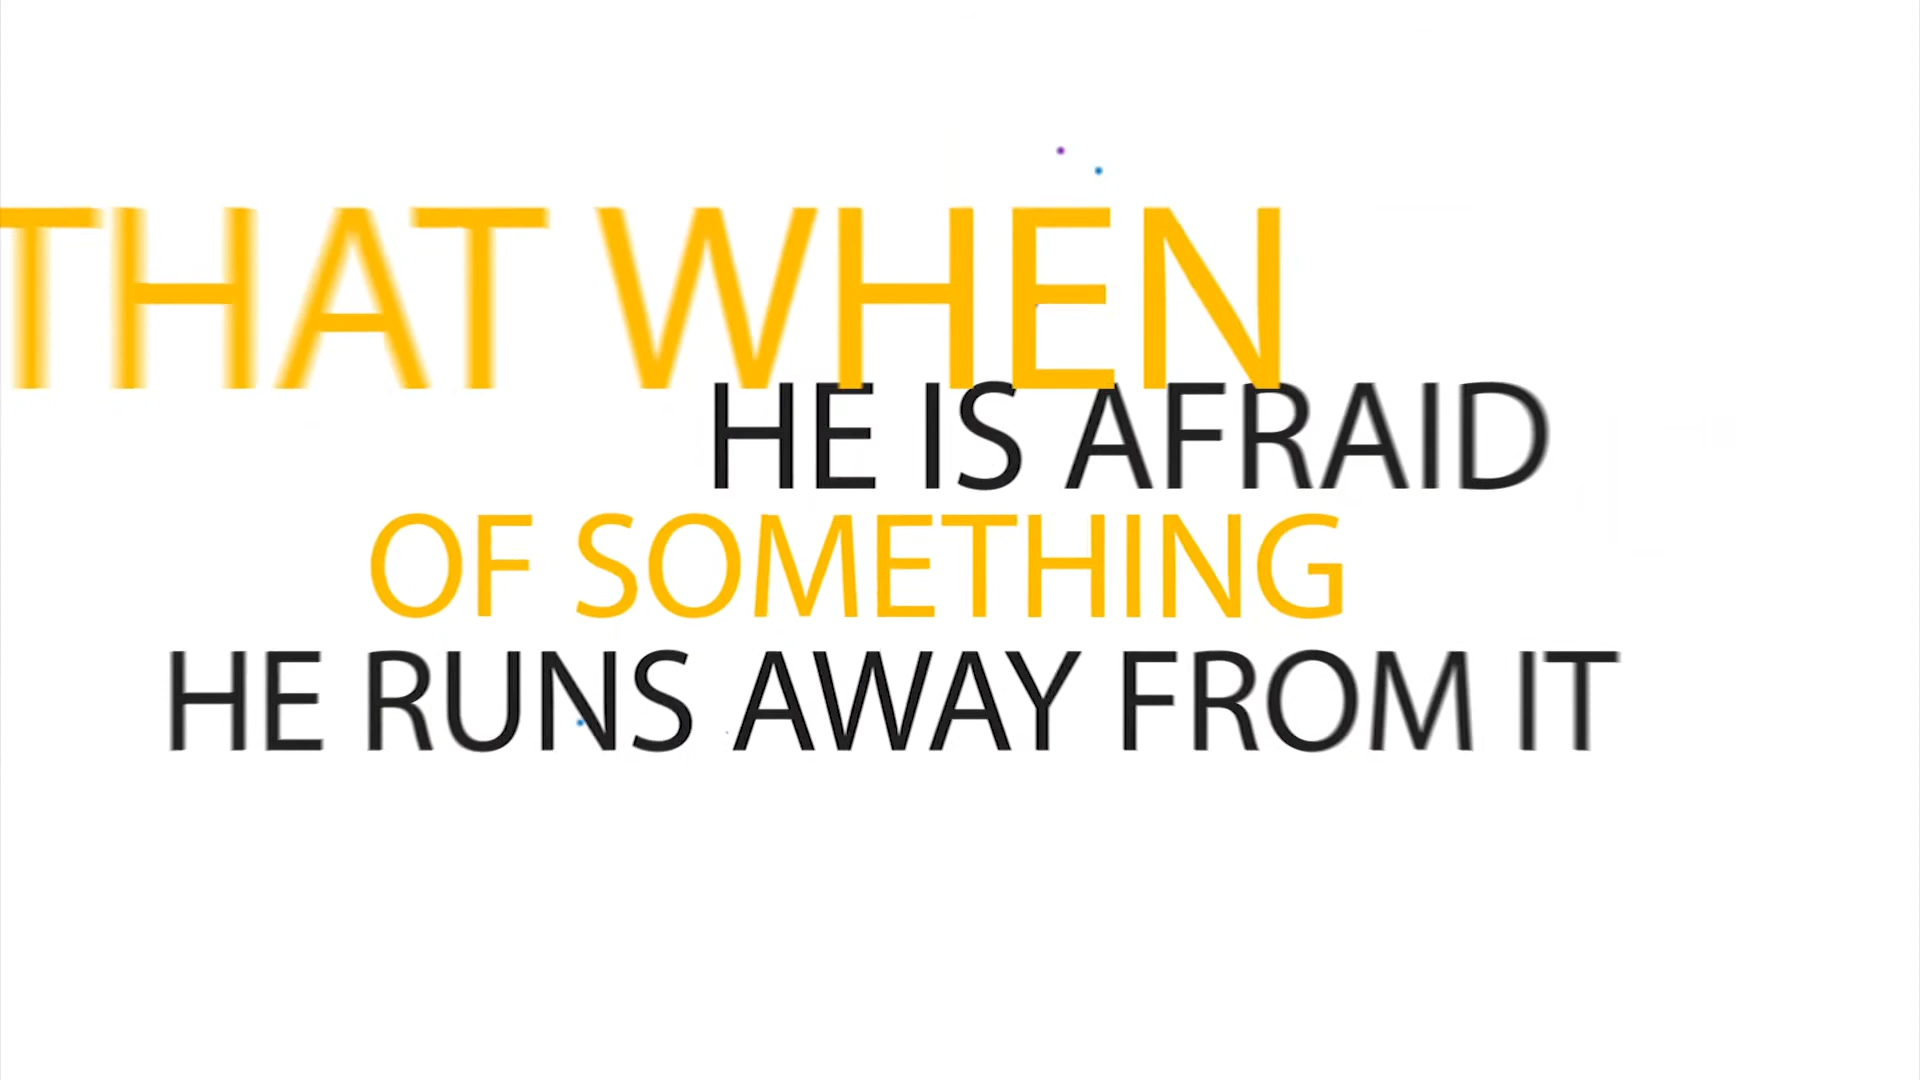 THAT WHEN
HE IS AFRAID
OF SOMETHING
HE RUNS AWAY FROM IT